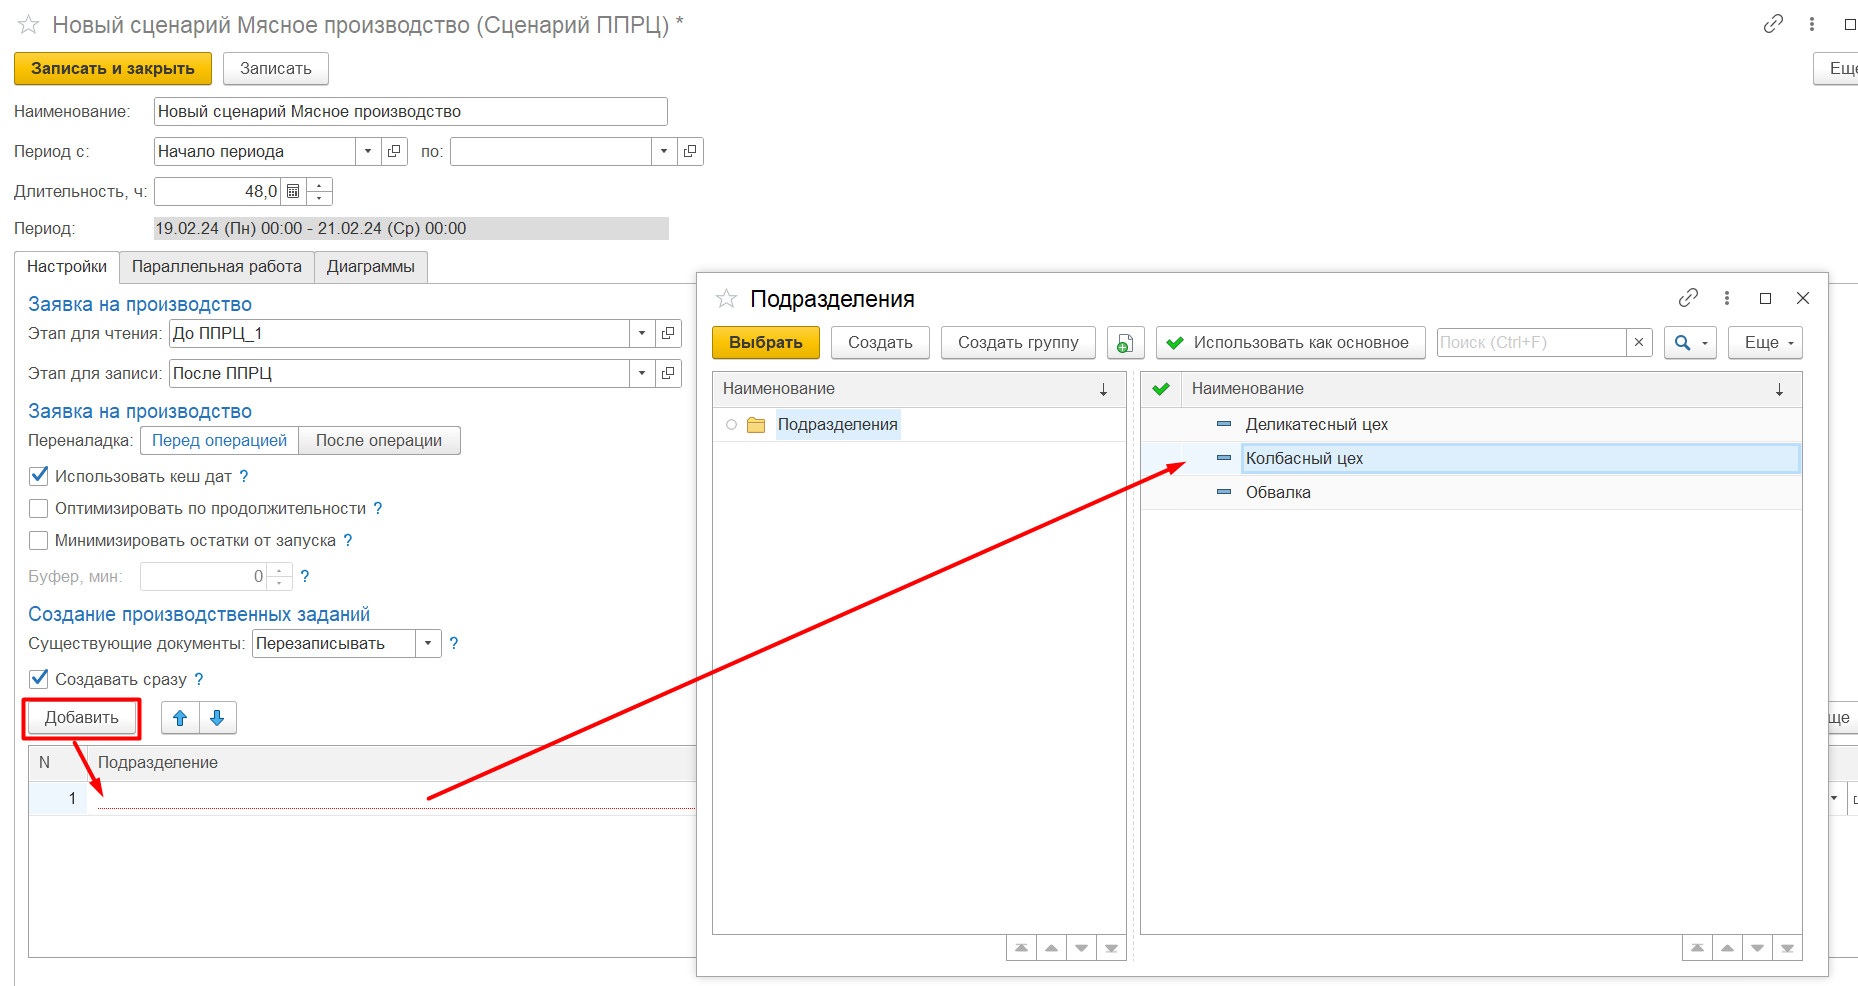 Новый сценарий Мясное производство (Сценарий ППРЦ) *
Записать и закрыть
Записать
Еще
Наименование: Новый сценарий Мясное производство
Период с: Начало периода по:
Длительность, ч: 48,0
Период: 19.02.24 (Пн) 00:00 - 21.02.24 (Ср) 00:00
Настройки
Параллельная работа
Диаграммы
Заявка на производство
Этап для чтения: До ППРЦ_1
Этап для записи: После ППРЦ
Заявка на производство
Переналадка: Перед операцией После операции
Использовать кеш дат ?
Оптимизировать по продолжительности ?
Минимизировать остатки от запуска ?
Буфер, мин: 0 ?
Создание производственных заданий
Существующие документы: Перезаписывать ?
Создавать сразу ?
Добавить
ще
N Подразделение
1
Подразделения
Выбрать
Создать
Создать группу
Использовать как основное
Поиск (Ctrl+F)
Еще
Наименование
Подразделения
Наименование
Деликатесный цех
Колбасный цех
Обвалка